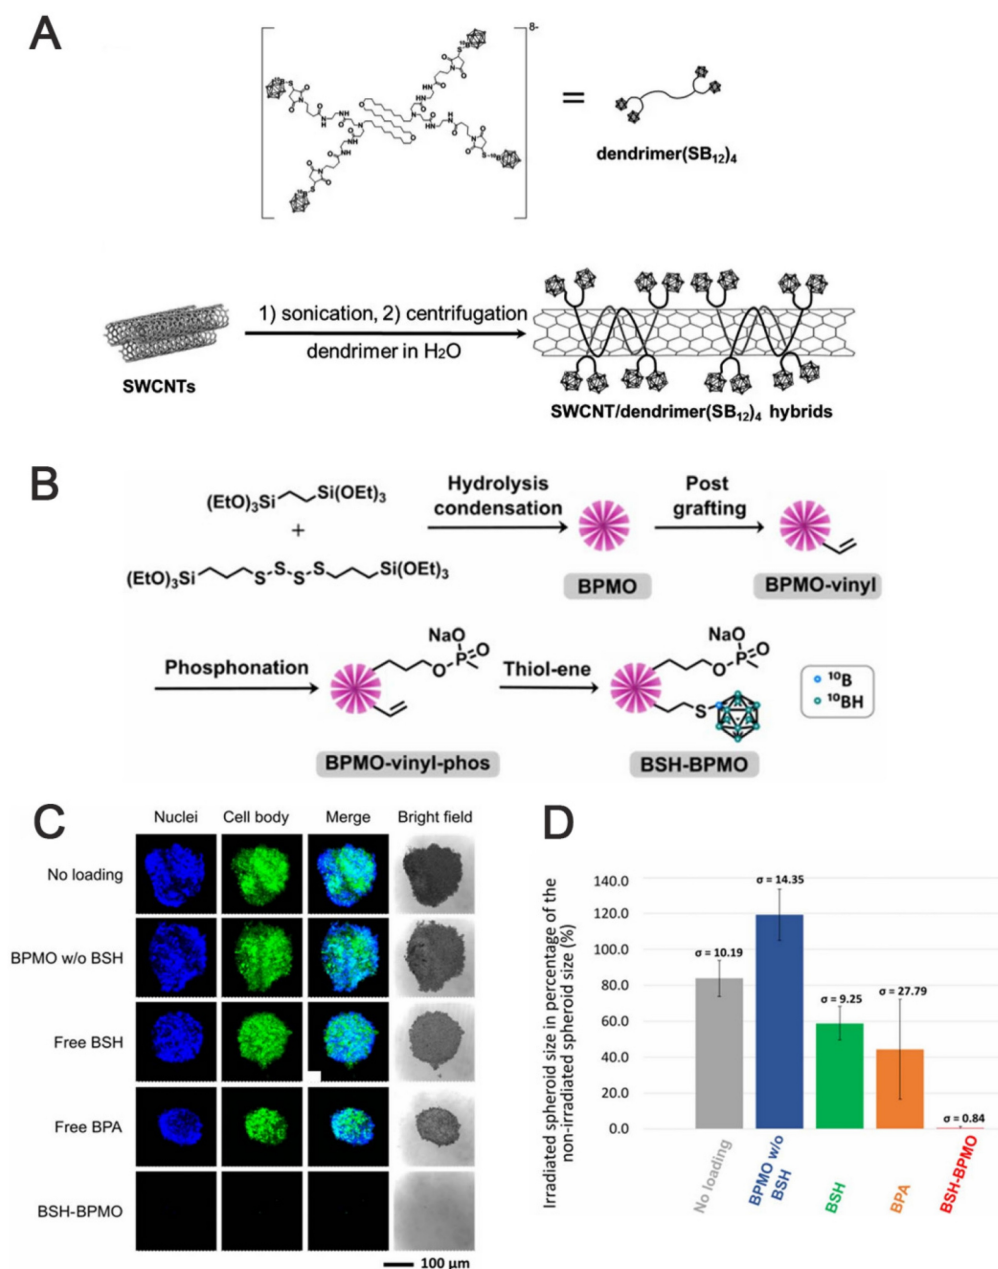 A
8-
=
dendrimer(SB₁₂)₄
SWCNTs
1) sonication, 2) centrifugation
dendrimer in H₂O
SWCNT/dendrimer(SB₁₂)₄ hybrids
B
(EtO)₃Si Si(OEt)₃
+
(EtO)₃Si S S S S Si(OEt)₃
Hydrolysis
condensation
BPMO
Post
grafting
BPMO-vinyl
Phosphonation
NaO
P O
O
BPMO-vinyl-phos
Thiol-ene
NaO
P O
O
S
BSH-BPMO
¹⁰B
¹⁰BH
C
Nuclei Cell body Merge Bright field
No loading
BPMO w/o BSH
Free BSH
Free BPA
BSH-BPMO
100 μm
D
Irradiated spheroid size in percentage of the
non-irradiated spheroid size (%)
140.0
120.0
100.0
80.0
60.0
40.0
20.0
0.0
σ = 10.19
σ = 14.35
σ = 9.25
σ = 27.79
σ = 0.84
No loading
BPMO w/o
BSH
BSH
BPA
BSH-BPMO